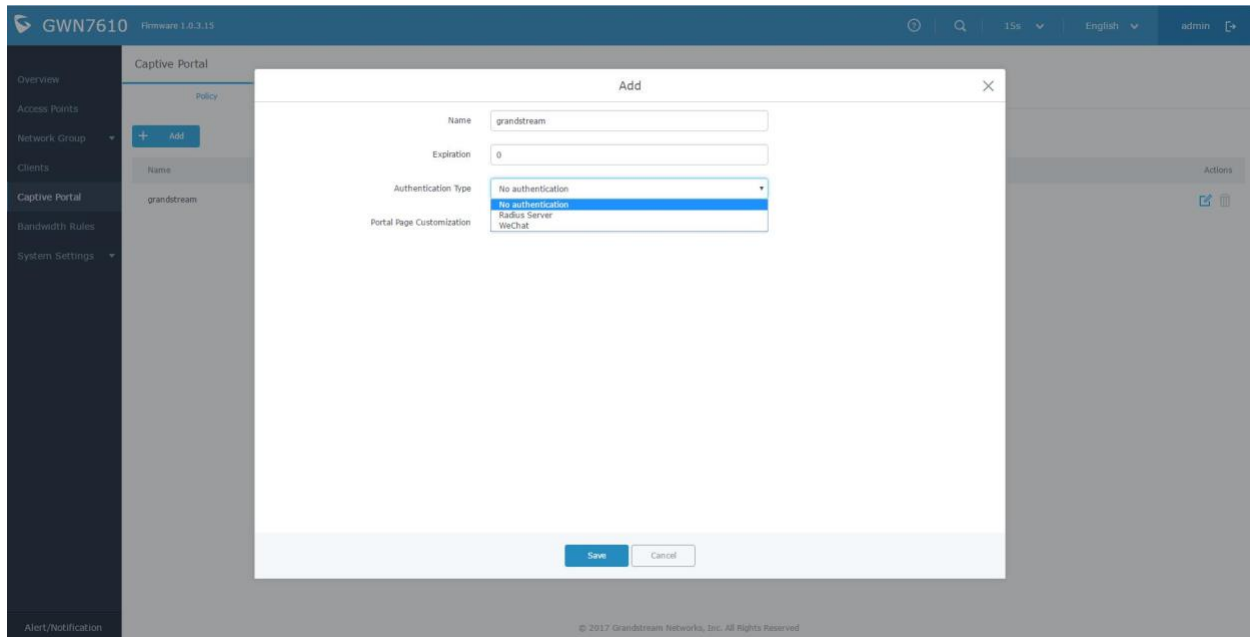 GWN7610 Firmware 1.0.3.15
15s English admin
Overview
Access Points
Network Group
Clients
Captive Portal
Bandwidth Rules
System Settings
Alert/Notification
Captive Portal
Policy
+ Add
Name Actions
grandstream
Add
Name grandstream
Expiration 0
Authentication Type No authentication
No authentication
Radius Server
WeChat
Portal Page Customization
Save Cancel
© 2017 Grandstream Networks, Inc. All Rights Reserved